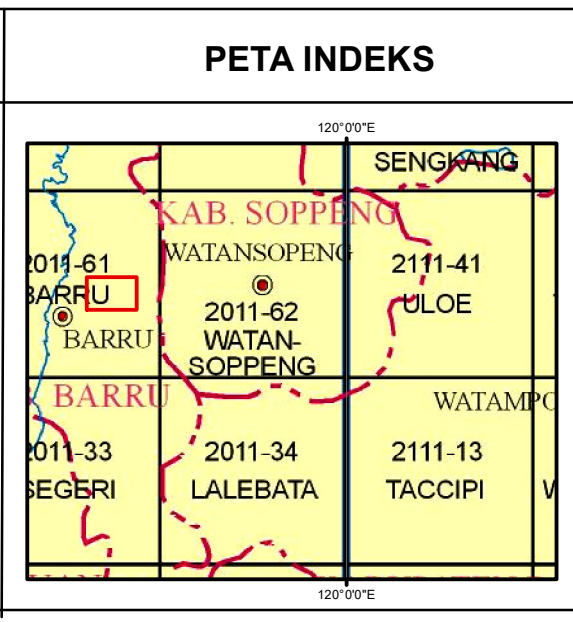 PETA INDEKS
120°0'0"E
SENGKANG
KAB. SOPPENG
WATANSOPENG
2011-61
BARRU
2111-41
ULOE
2011-62
WATAN-
SOPPENG
BARRU
BARRU
WATAMPO
2011-33
SEGERI
2011-34
LALEBATA
2111-13
TACCIPI
120°0'0"E